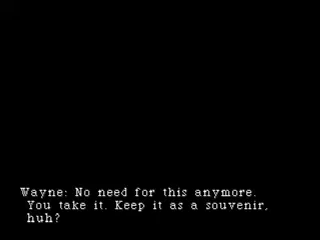 Wayne: No need for this anymore.
You take it. Keep it as a souvenir,
huh?